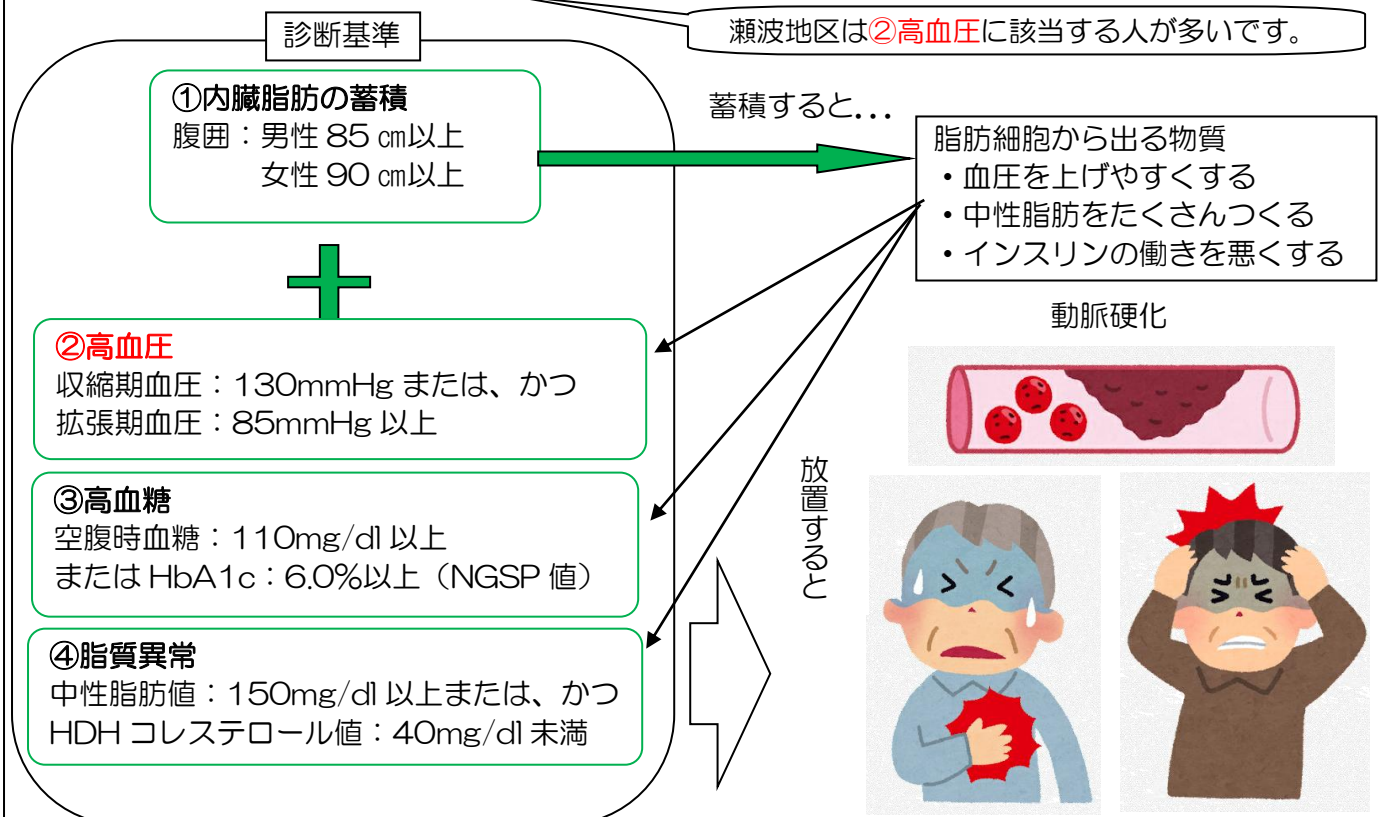 瀬波地区は②高血圧に該当する人が多いです。
診断基準
①内臓脂肪の蓄積
腹囲：男性 85 ㎝以上
女性 90 ㎝以上
蓄積すると...
脂肪細胞から出る物質
・血圧を上げやすくする
・中性脂肪をたくさんつくる
・インスリンの働きを悪くする
②高血圧
収縮期血圧：130mmHg または、かつ
拡張期血圧：85mmHg 以上
③高血糖
空腹時血糖：110mg/dl 以上
または HbA1c：6.0%以上（NGSP 値）
④脂質異常
中性脂肪値：150mg/dl 以上または、かつ
HDH コレステロール値：40mg/dl 未満
放置すると
動脈硬化